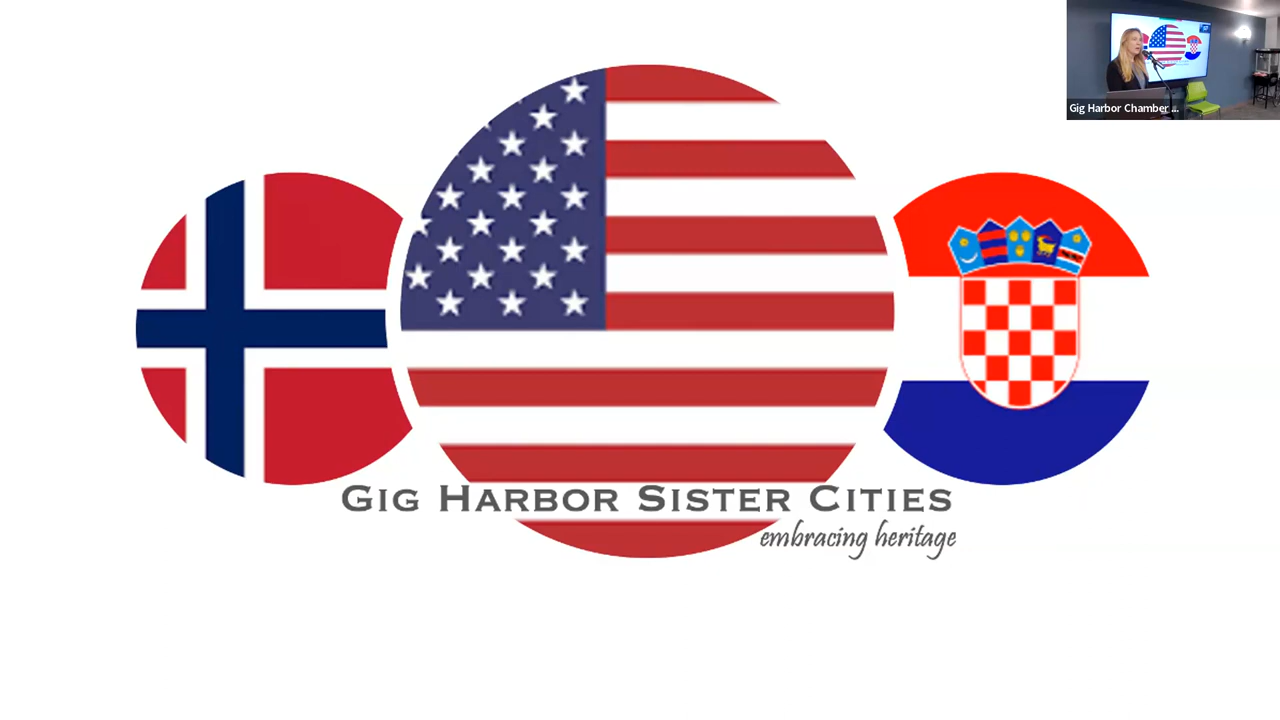 Gig Harbor Chamber ...
Gig Harbor Sister Cities
embracing heritage